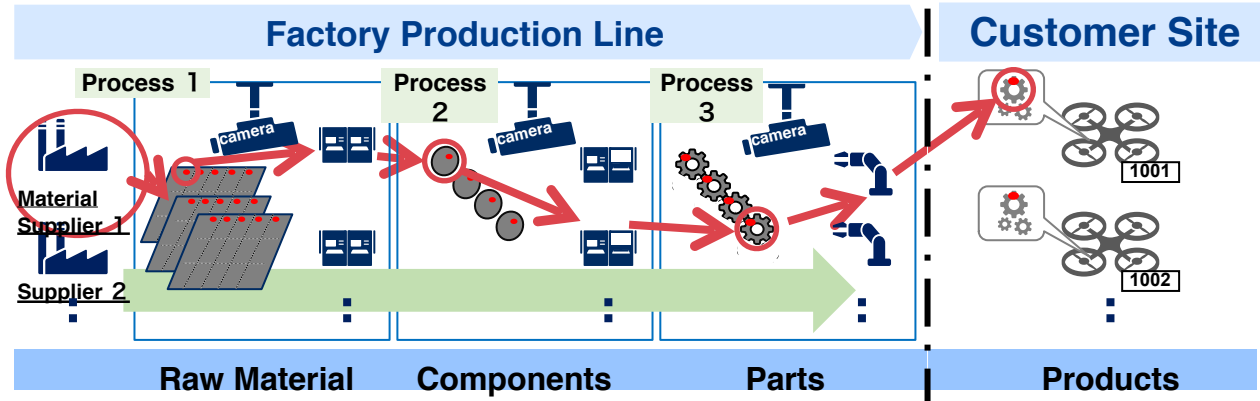 Factory Production Line
Customer Site
Process 1
Process
2
Process
3
camera
camera
camera
Material
Supplier 1
Supplier 2
1001
1002
Raw Material
Components
Parts
Products